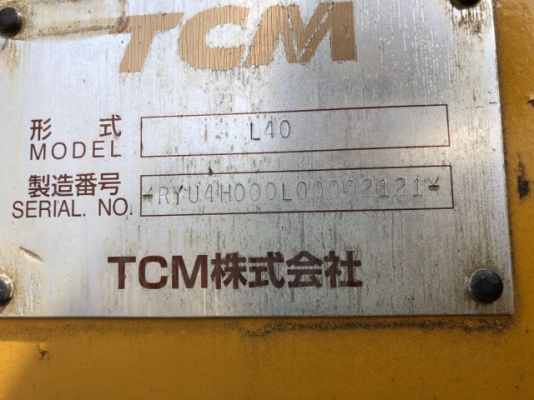 TCM
形 式
MODEL
L40
製造番号
SERIAL. NO.
*RYU4H000L00002121*
TCM株式会社